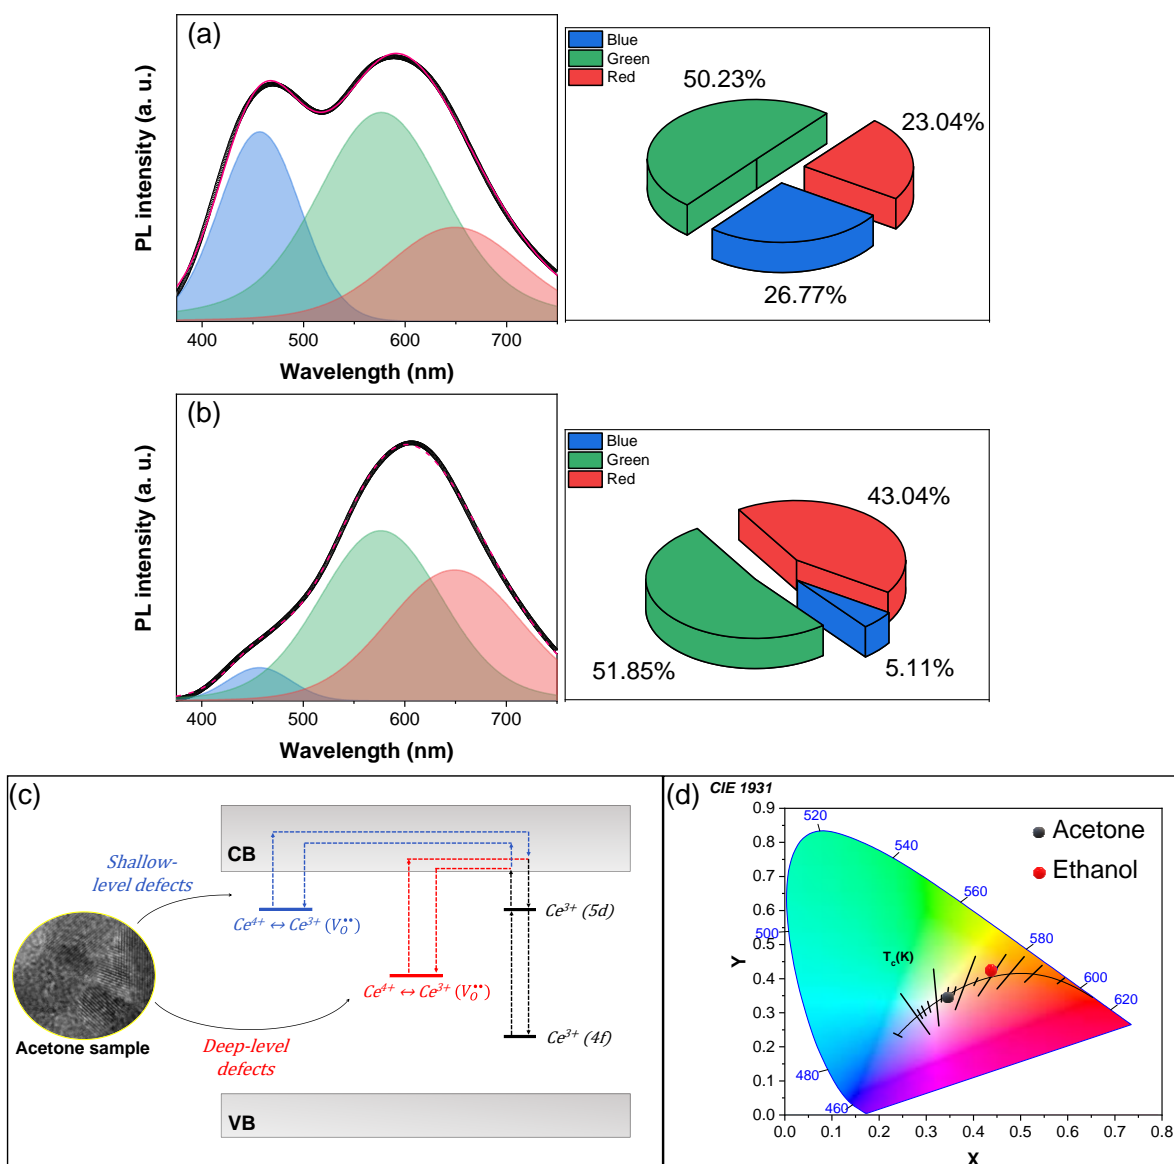 (a)
PL intensity (a. u.)
400
500
600
700
Wavelength (nm)
Blue
Green
Red
50.23%
23.04%
26.77%
(b)
PL intensity (a. u.)
400
500
600
700
Wavelength (nm)
Blue
Green
Red
43.04%
51.85%
5.11%
(c)
CB
Shallow-
level defects
Ce⁴⁺ ↔ Ce³⁺ (V_O^••)
Ce³⁺ (5d)
Ce⁴⁺ ↔ Ce³⁺ (V_O^••)
Acetone sample
Deep-level
defects
Ce³⁺ (4f)
VB
(d)
CIE 1931
0.9
0.8
0.7
0.6
0.5
0.4
0.3
0.2
0.1
0.0
Y
520
540
560
500
580
600
620
480
460
T_c(K)
Acetone
Ethanol
0.0
0.1
0.2
0.3
0.4
0.5
0.6
0.7
0.8
X